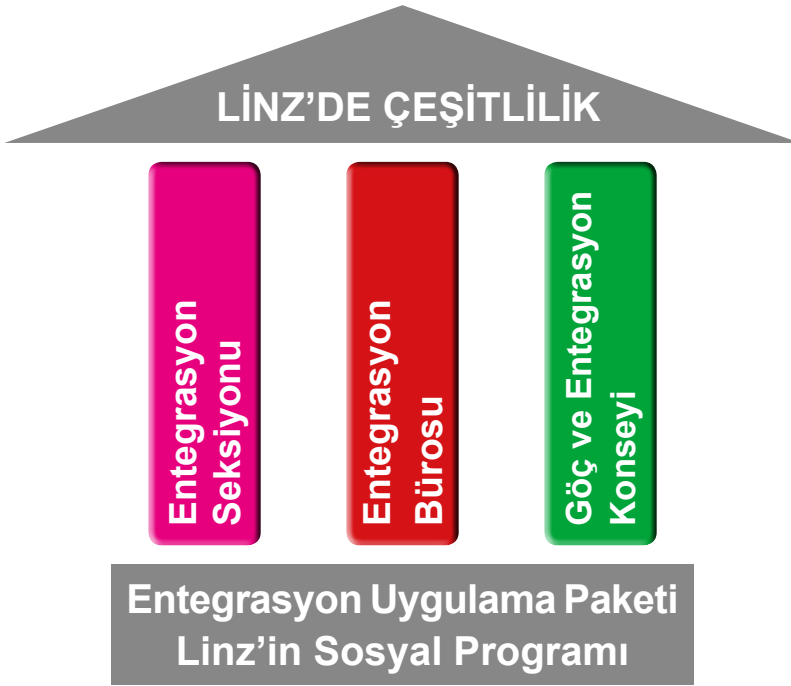 LİNZ’DE ÇEŞİTLİLİK
Entegrasyon
Seksiyonu
Entegrasyon
Bürosu
Göç ve Entegrasyon
Konseyi
Entegrasyon Uygulama Paketi
Linz’in Sosyal Programı